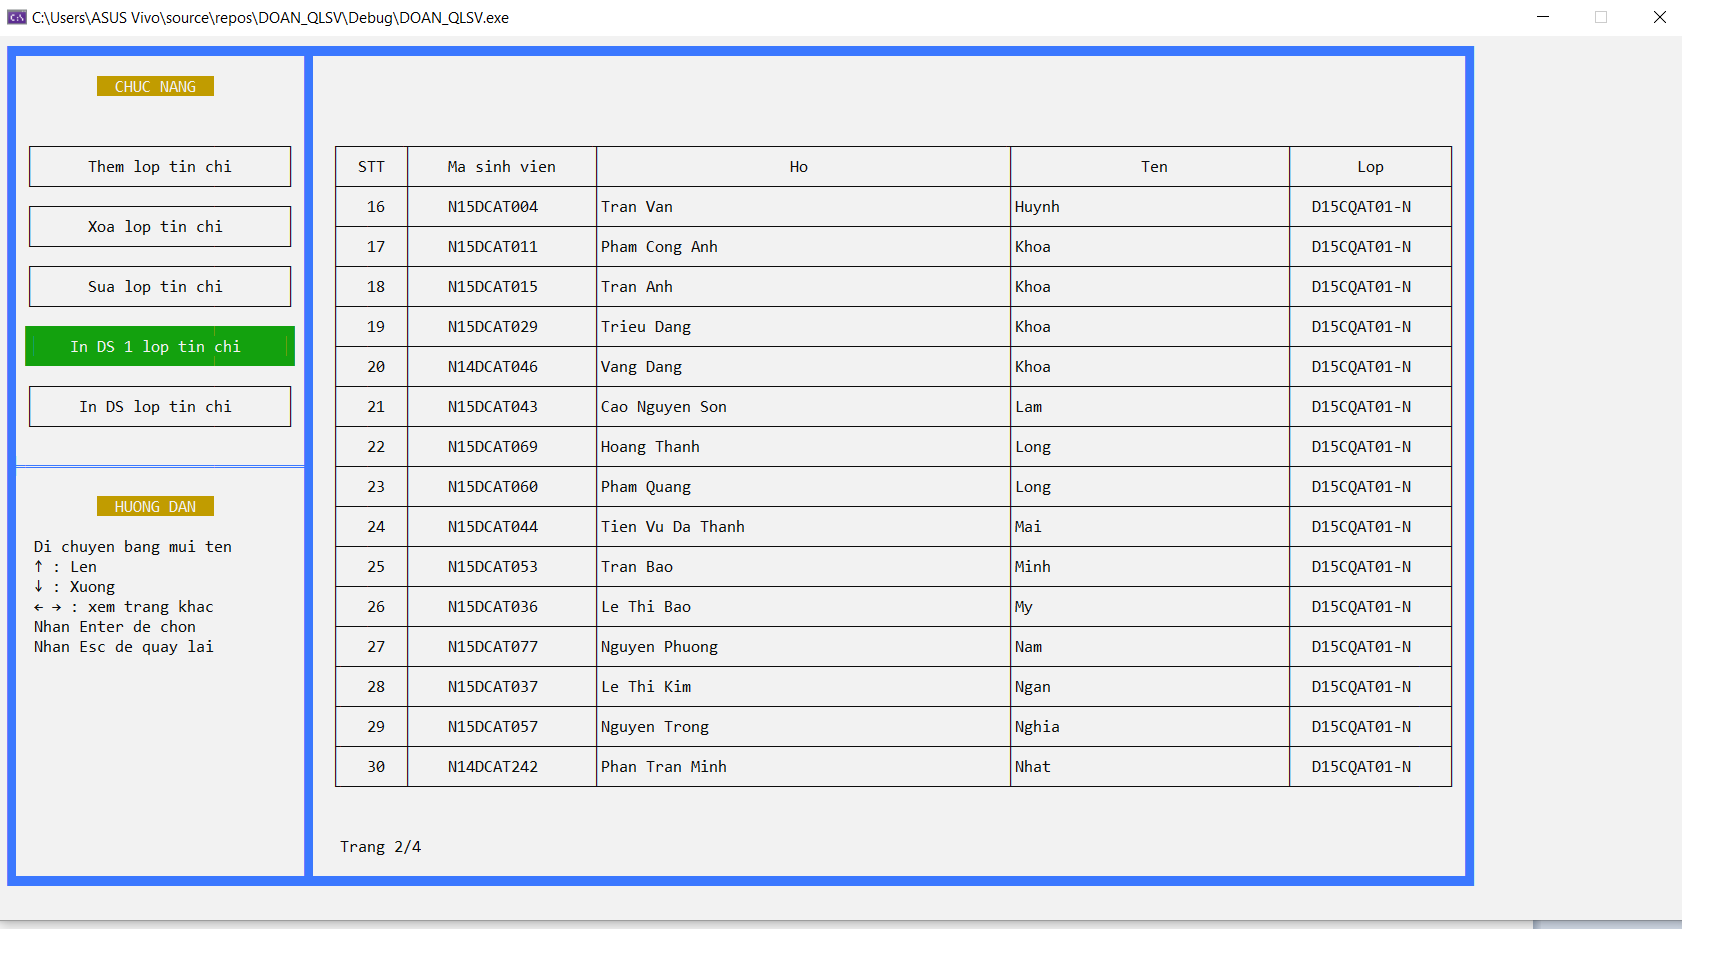 C:\Users\ASUS Vivo\source\repos\DOAN_QLSV\Debug\DOAN_QLSV.exe
CHUC NANG
Them lop tin chi
Xoa lop tin chi
Sua lop tin chi
In DS 1 lop tin chi
In DS lop tin chi
HUONG DAN
Di chuyen bang mui ten
↑ : Len
↓ : Xuong
← → : xem trang khac
Nhan Enter de chon
Nhan Esc de quay lai
STT Ma sinh vien Ho Ten Lop
16 N15DCAT004 Tran Van Huynh D15CQAT01-N
17 N15DCAT011 Pham Cong Anh Khoa D15CQAT01-N
18 N15DCAT015 Tran Anh Khoa D15CQAT01-N
19 N15DCAT029 Trieu Dang Khoa D15CQAT01-N
20 N14DCAT046 Vang Dang Khoa D15CQAT01-N
21 N15DCAT043 Cao Nguyen Son Lam D15CQAT01-N
22 N15DCAT069 Hoang Thanh Long D15CQAT01-N
23 N15DCAT060 Pham Quang Long D15CQAT01-N
24 N15DCAT044 Tien Vu Da Thanh Mai D15CQAT01-N
25 N15DCAT053 Tran Bao Minh D15CQAT01-N
26 N15DCAT036 Le Thi Bao My D15CQAT01-N
27 N15DCAT077 Nguyen Phuong Nam D15CQAT01-N
28 N15DCAT037 Le Thi Kim Ngan D15CQAT01-N
29 N15DCAT057 Nguyen Trong Nghia D15CQAT01-N
30 N14DCAT242 Phan Tran Minh Nhat D15CQAT01-N
Trang 2/4